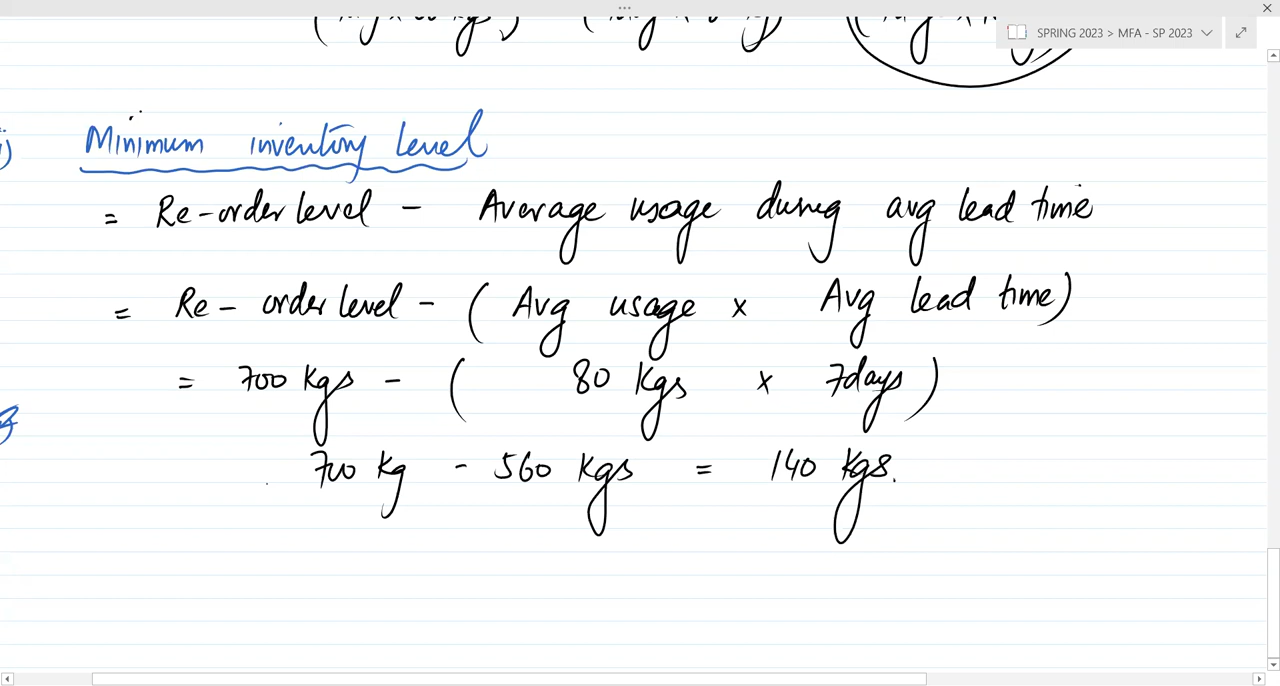 SPRING 2023 > MFA - SP 2023
Minimum inventory level
= Re-order level - Average usage during avg lead time
= Re- order level - ( Avg usage x Avg lead time)
= 700 Kgs - ( 80 Kgs x 7days )
700 Kg - 560 Kgs = 140 Kgs.